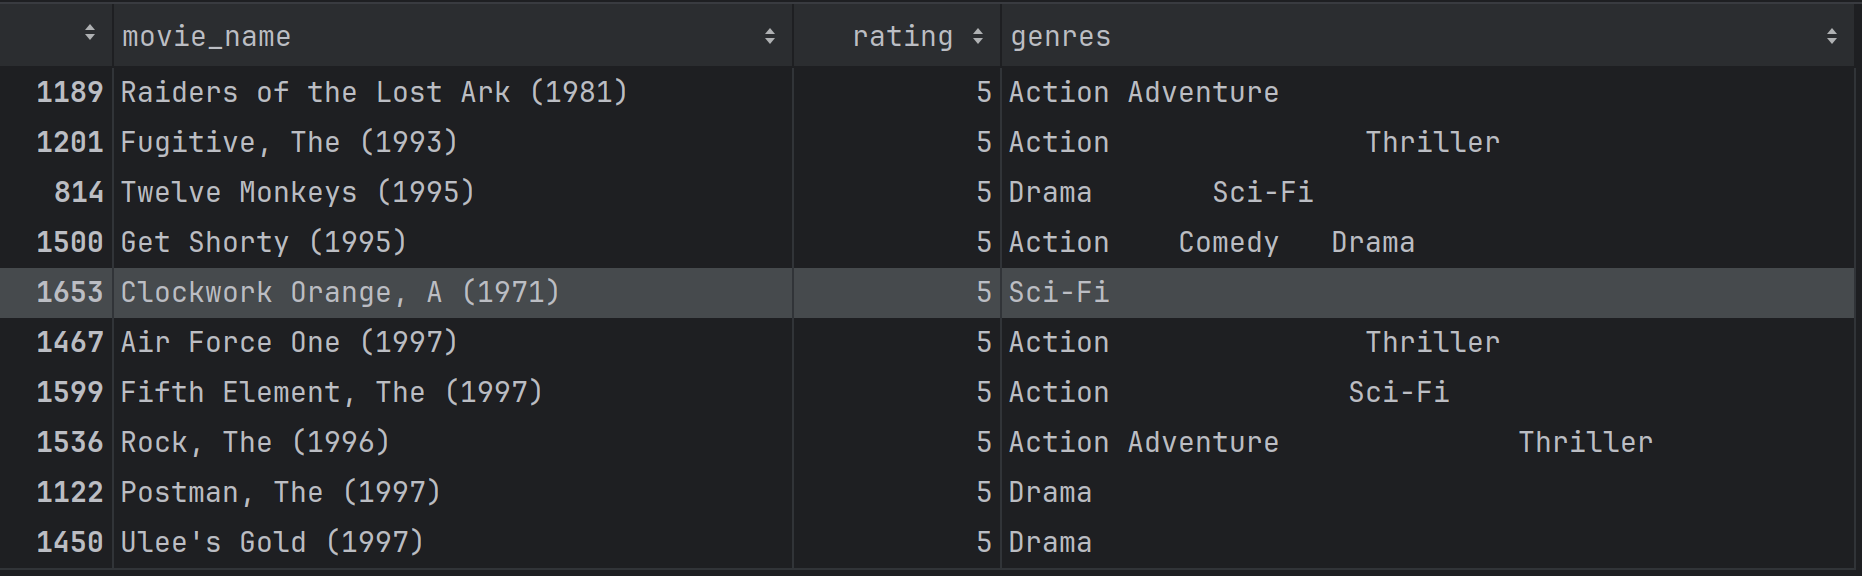 movie_name rating genres
1189 Raiders of the Lost Ark (1981) 5 Action Adventure
1201 Fugitive, The (1993) 5 Action Thriller
814 Twelve Monkeys (1995) 5 Drama Sci-Fi
1500 Get Shorty (1995) 5 Action Comedy Drama
1653 Clockwork Orange, A (1971) 5 Sci-Fi
1467 Air Force One (1997) 5 Action Thriller
1599 Fifth Element, The (1997) 5 Action Sci-Fi
1536 Rock, The (1996) 5 Action Adventure Thriller
1122 Postman, The (1997) 5 Drama
1450 Ulee's Gold (1997) 5 Drama